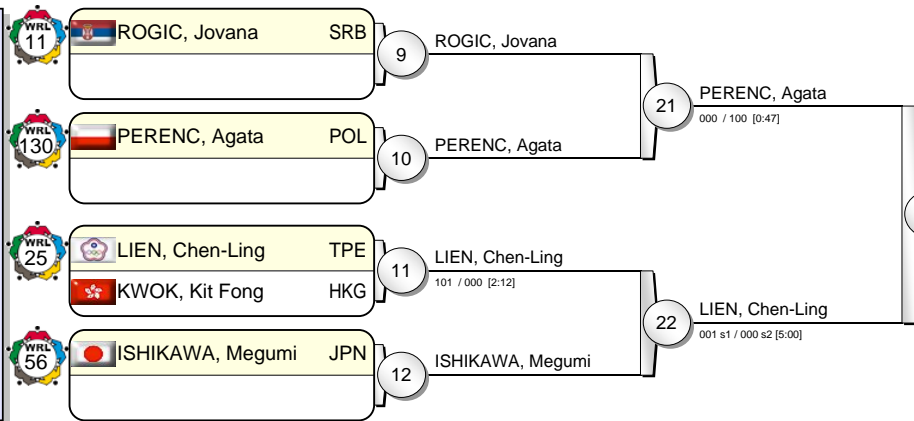 WRL
11
ROGIC, Jovana SRB
9
ROGIC, Jovana
21
PERENC, Agata
000 / 100 [0:47]
WRL
130
PERENC, Agata POL
10
PERENC, Agata
WRL
25
LIEN, Chen-Ling TPE
KWOK, Kit Fong HKG
11
LIEN, Chen-Ling
101 / 000 [2:12]
22
LIEN, Chen-Ling
001 s1 / 000 s2 [5:00]
WRL
56
ISHIKAWA, Megumi JPN
12
ISHIKAWA, Megumi